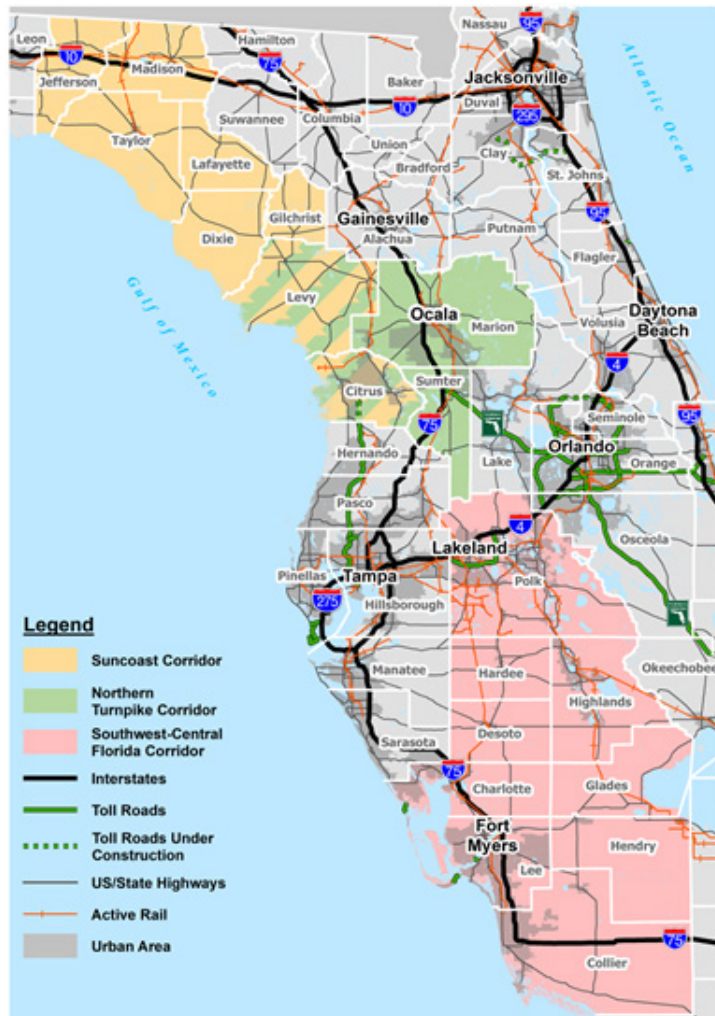 Leon
10
Jefferson
Madison
Hamilton
75
Nassau
95
Baker
Jacksonville
10
Duval
295
Suwannee
Columbia
Taylor
Lafayette
Union
Bradford
Clay
St. Johns
Atlantic Ocean
Gilchrist
Gainesville
Alachua
Putnam
95
Dixie
Flagler
Levy
Ocala
Marion
Volusia
Daytona
Beach
Gulf of Mexico
4
Citrus
Sumter
75
Seminole
95
Hernando
Lake
Orlando
Orange
Pasco
4
Osceola
Lakeland
Pinellas
Tampa
Polk
275
Hillsborough
Manatee
Hardee
Okeechobee
Highlands
Sarasota
Desoto
75
Charlotte
Glades
Fort
Myers
Hendry
Lee
75
Collier
Legend
Suncoast Corridor
Northern
Turnpike Corridor
Southwest-Central
Florida Corridor
Interstates
Toll Roads
Toll Roads Under
Construction
US/State Highways
Active Rail
Urban Area